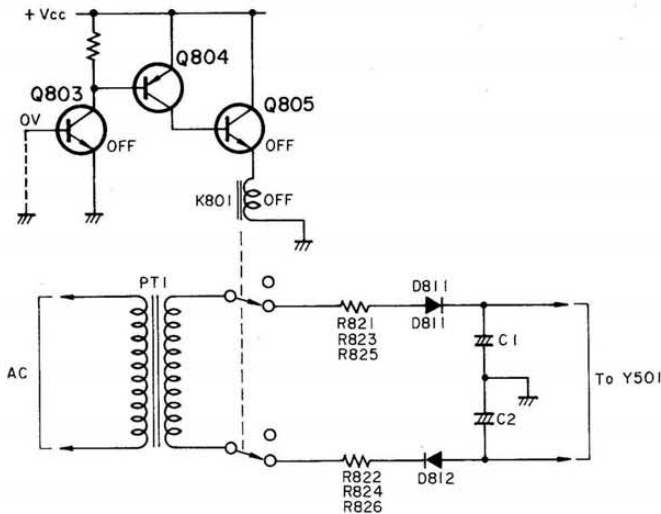 + Vcc
Q804
Q803
Q805
OV
OFF
OFF
K801
OFF
PT1
D811
D811
R821
R823
R825
C1
AC
To Y501
C2
D812
R822
R824
R826